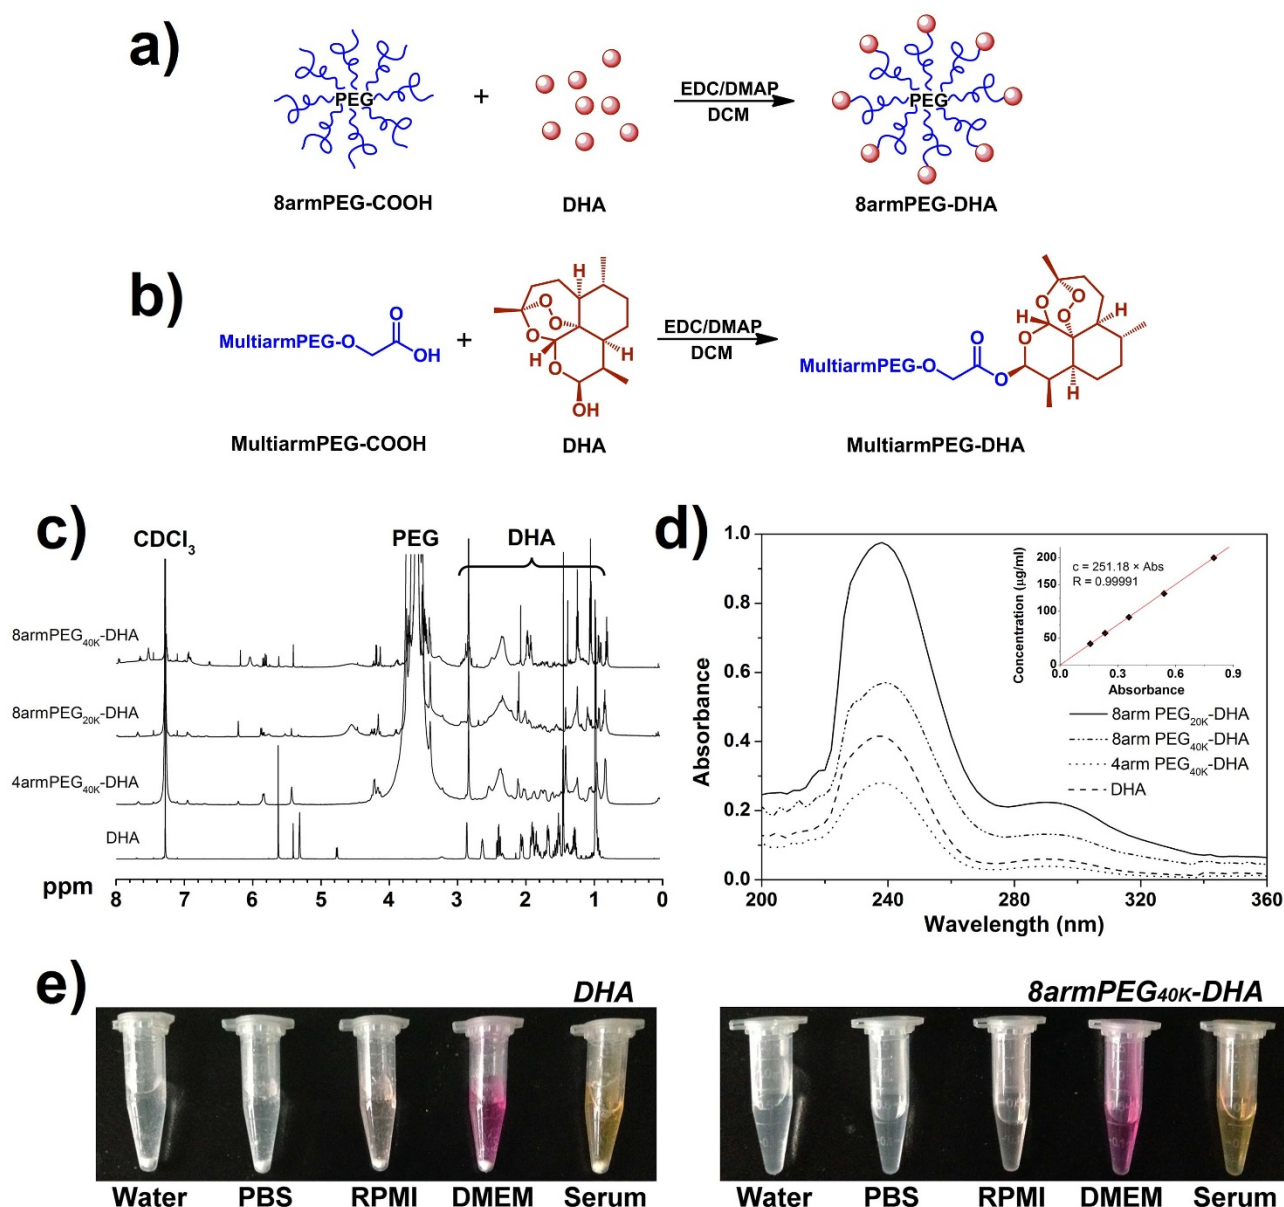 a)
PEG
+
EDC/DMAP
DCM
PEG
8armPEG-COOH
DHA
8armPEG-DHA
b)
MultiarmPEG-O
O
OH
+
H
O
O
O
O
H
H
OH
EDC/DMAP
DCM
MultiarmPEG-O
O
O
H
O
O
O
O
H
H
MultiarmPEG-COOH
DHA
MultiarmPEG-DHA
c)
CDCl₃
PEG
DHA
8armPEG₄₀ₖ-DHA
8armPEG₂₀ₖ-DHA
4armPEG₄₀ₖ-DHA
DHA
ppm
8 7 6 5 4 3 2 1 0
d)
1.0
0.8
0.6
0.4
0.2
0.0
Absorbance
200 240 280 320 360
Wavelength (nm)
Concentration (µg/ml)
200
150
100
50
0
0.0 0.3 0.6 0.9
Absorbance
c = 251.18 × Abs
R = 0.99991
8arm PEG₂₀ₖ-DHA
8arm PEG₄₀ₖ-DHA
4arm PEG₄₀ₖ-DHA
DHA
e)
DHA
Water PBS RPMI DMEM Serum
8armPEG₄₀ₖ-DHA
Water PBS RPMI DMEM Serum